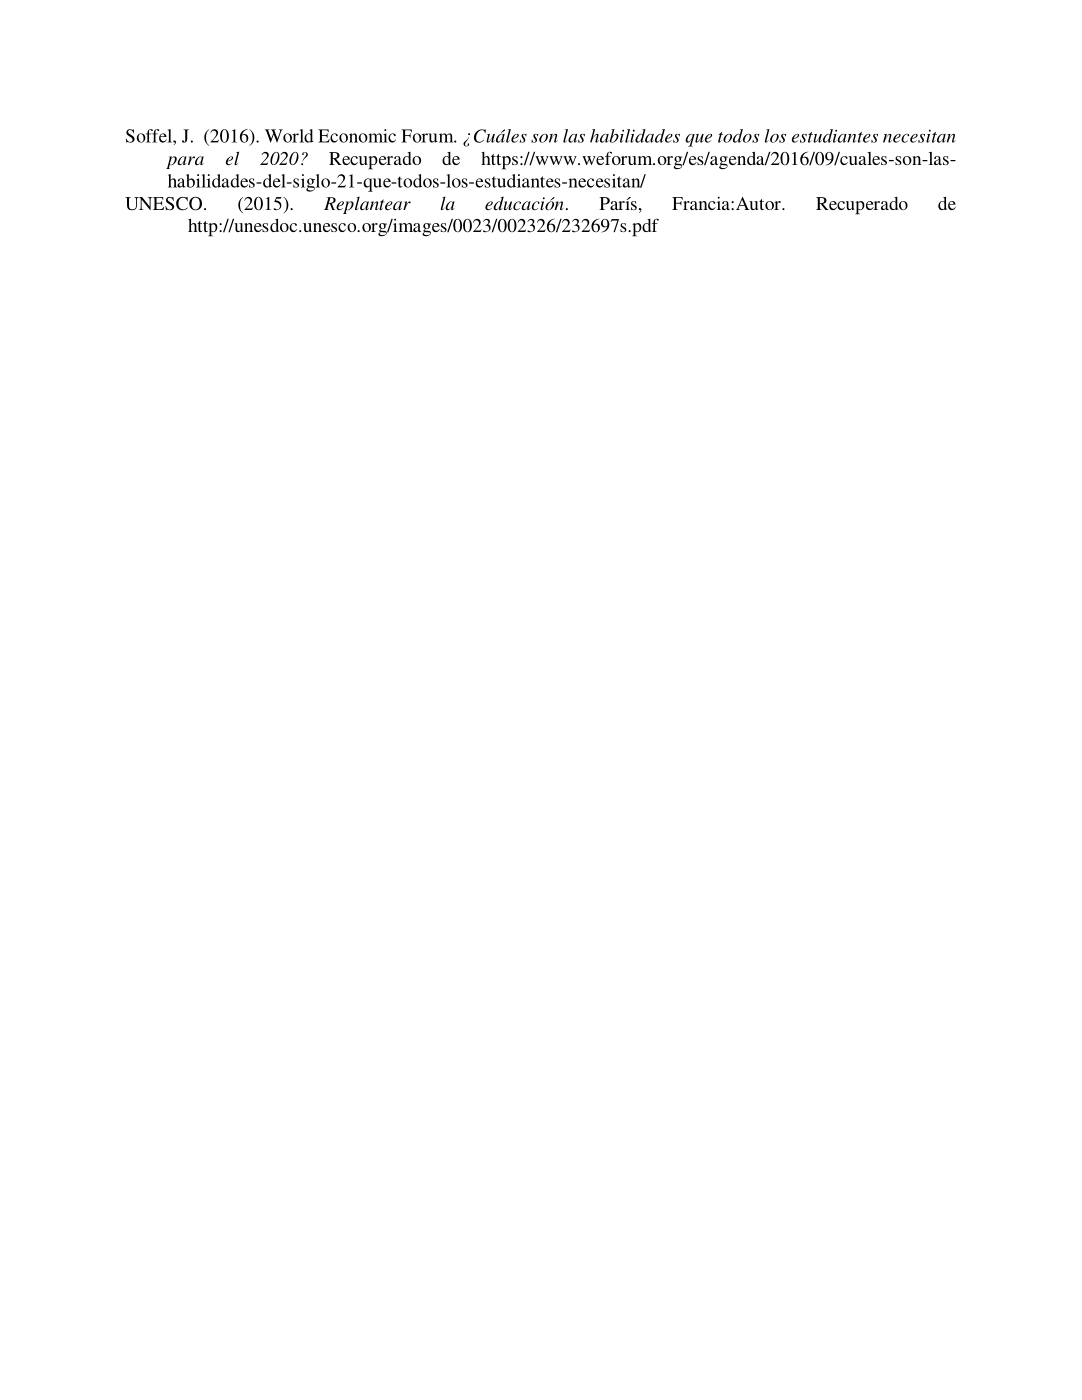 Soffel, J.  (2016). World Economic Forum. ¿Cuáles son las habilidades que todos los estudiantes necesitan
para el 2020? Recuperado de https://www.weforum.org/es/agenda/2016/09/cuales-son-las-
habilidades-del-siglo-21-que-todos-los-estudiantes-necesitan/
UNESCO. (2015). Replantear la educación. París, Francia:Autor. Recuperado de
http://unesdoc.unesco.org/images/0023/002326/232697s.pdf